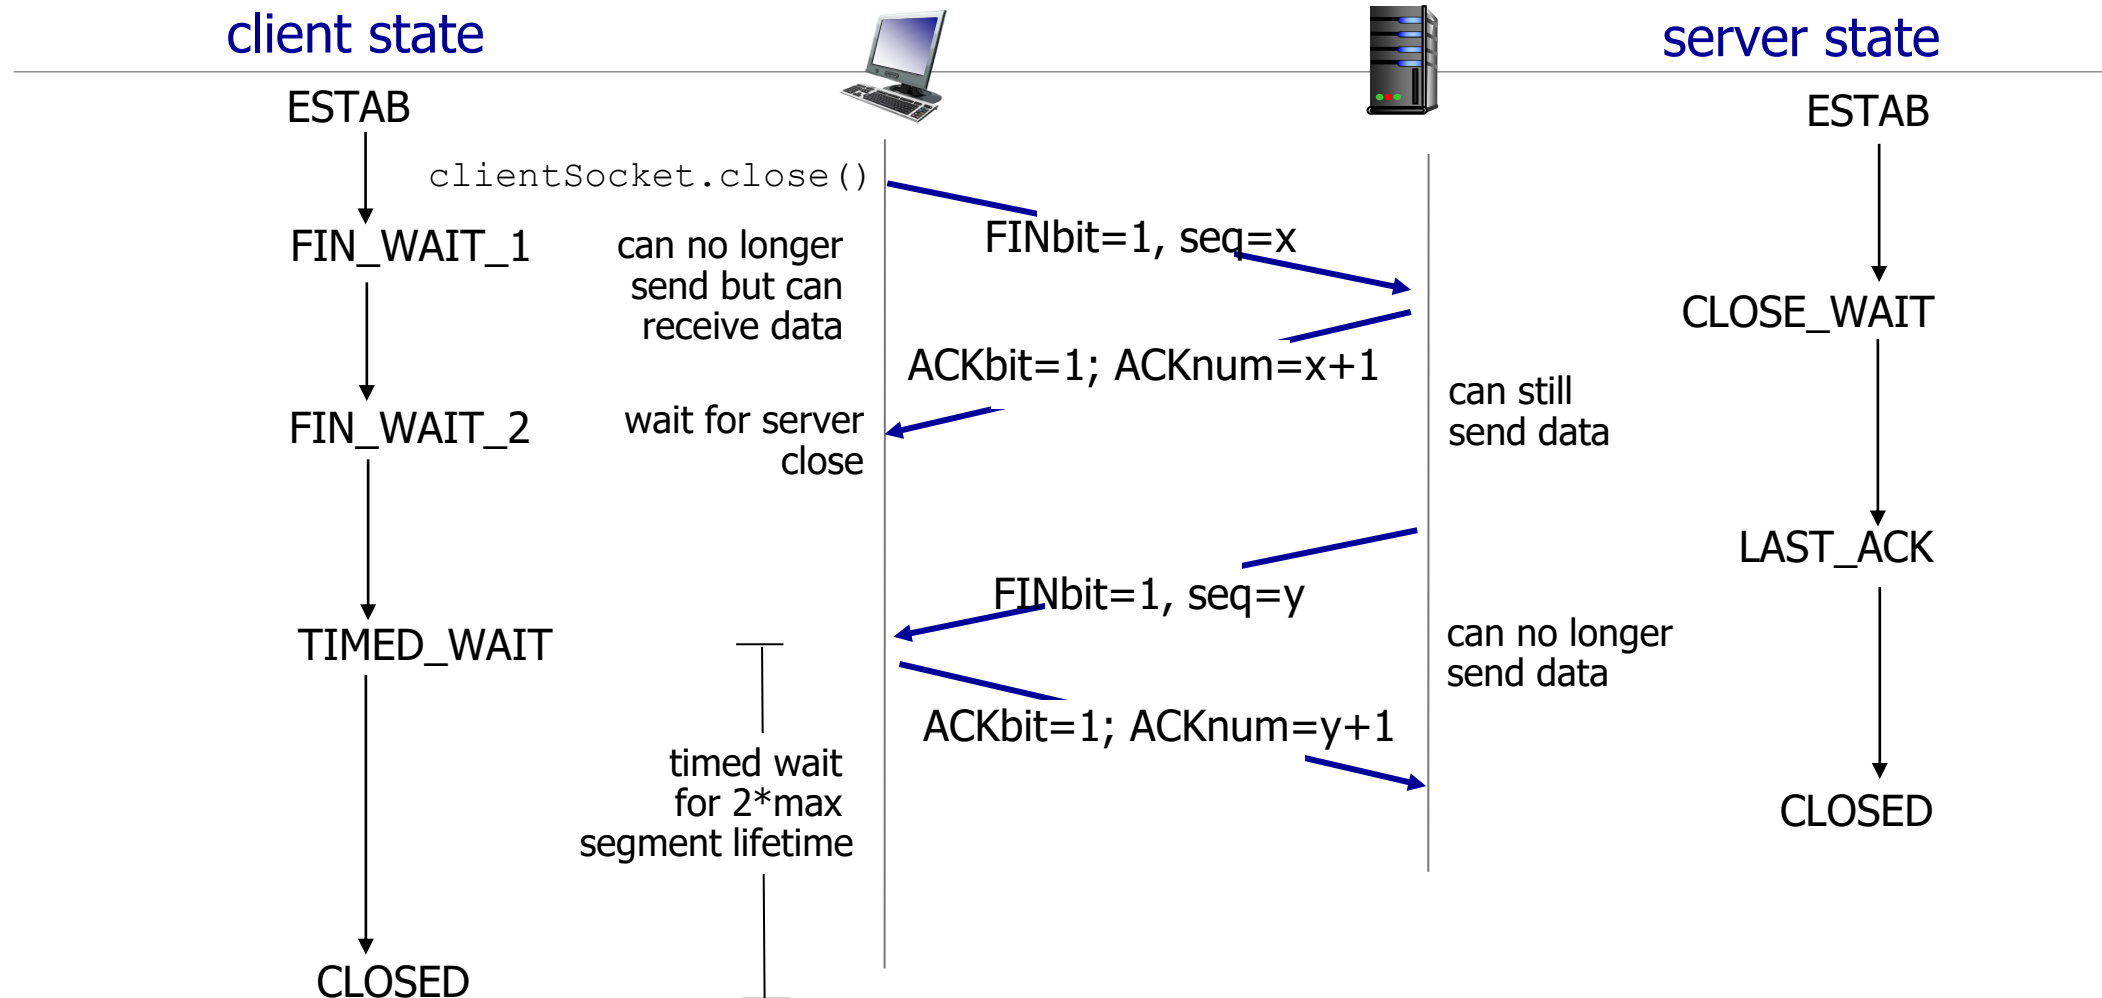 client state
server state
ESTAB
ESTAB
clientSocket.close()
FIN_WAIT_1
can no longer
send but can
receive data
FINbit=1, seq=x
CLOSE_WAIT
ACKbit=1; ACKnum=x+1
can still
send data
FIN_WAIT_2
wait for server
close
LAST_ACK
FINbit=1, seq=y
can no longer
send data
TIMED_WAIT
ACKbit=1; ACKnum=y+1
timed wait
for 2*max
segment lifetime
CLOSED
CLOSED